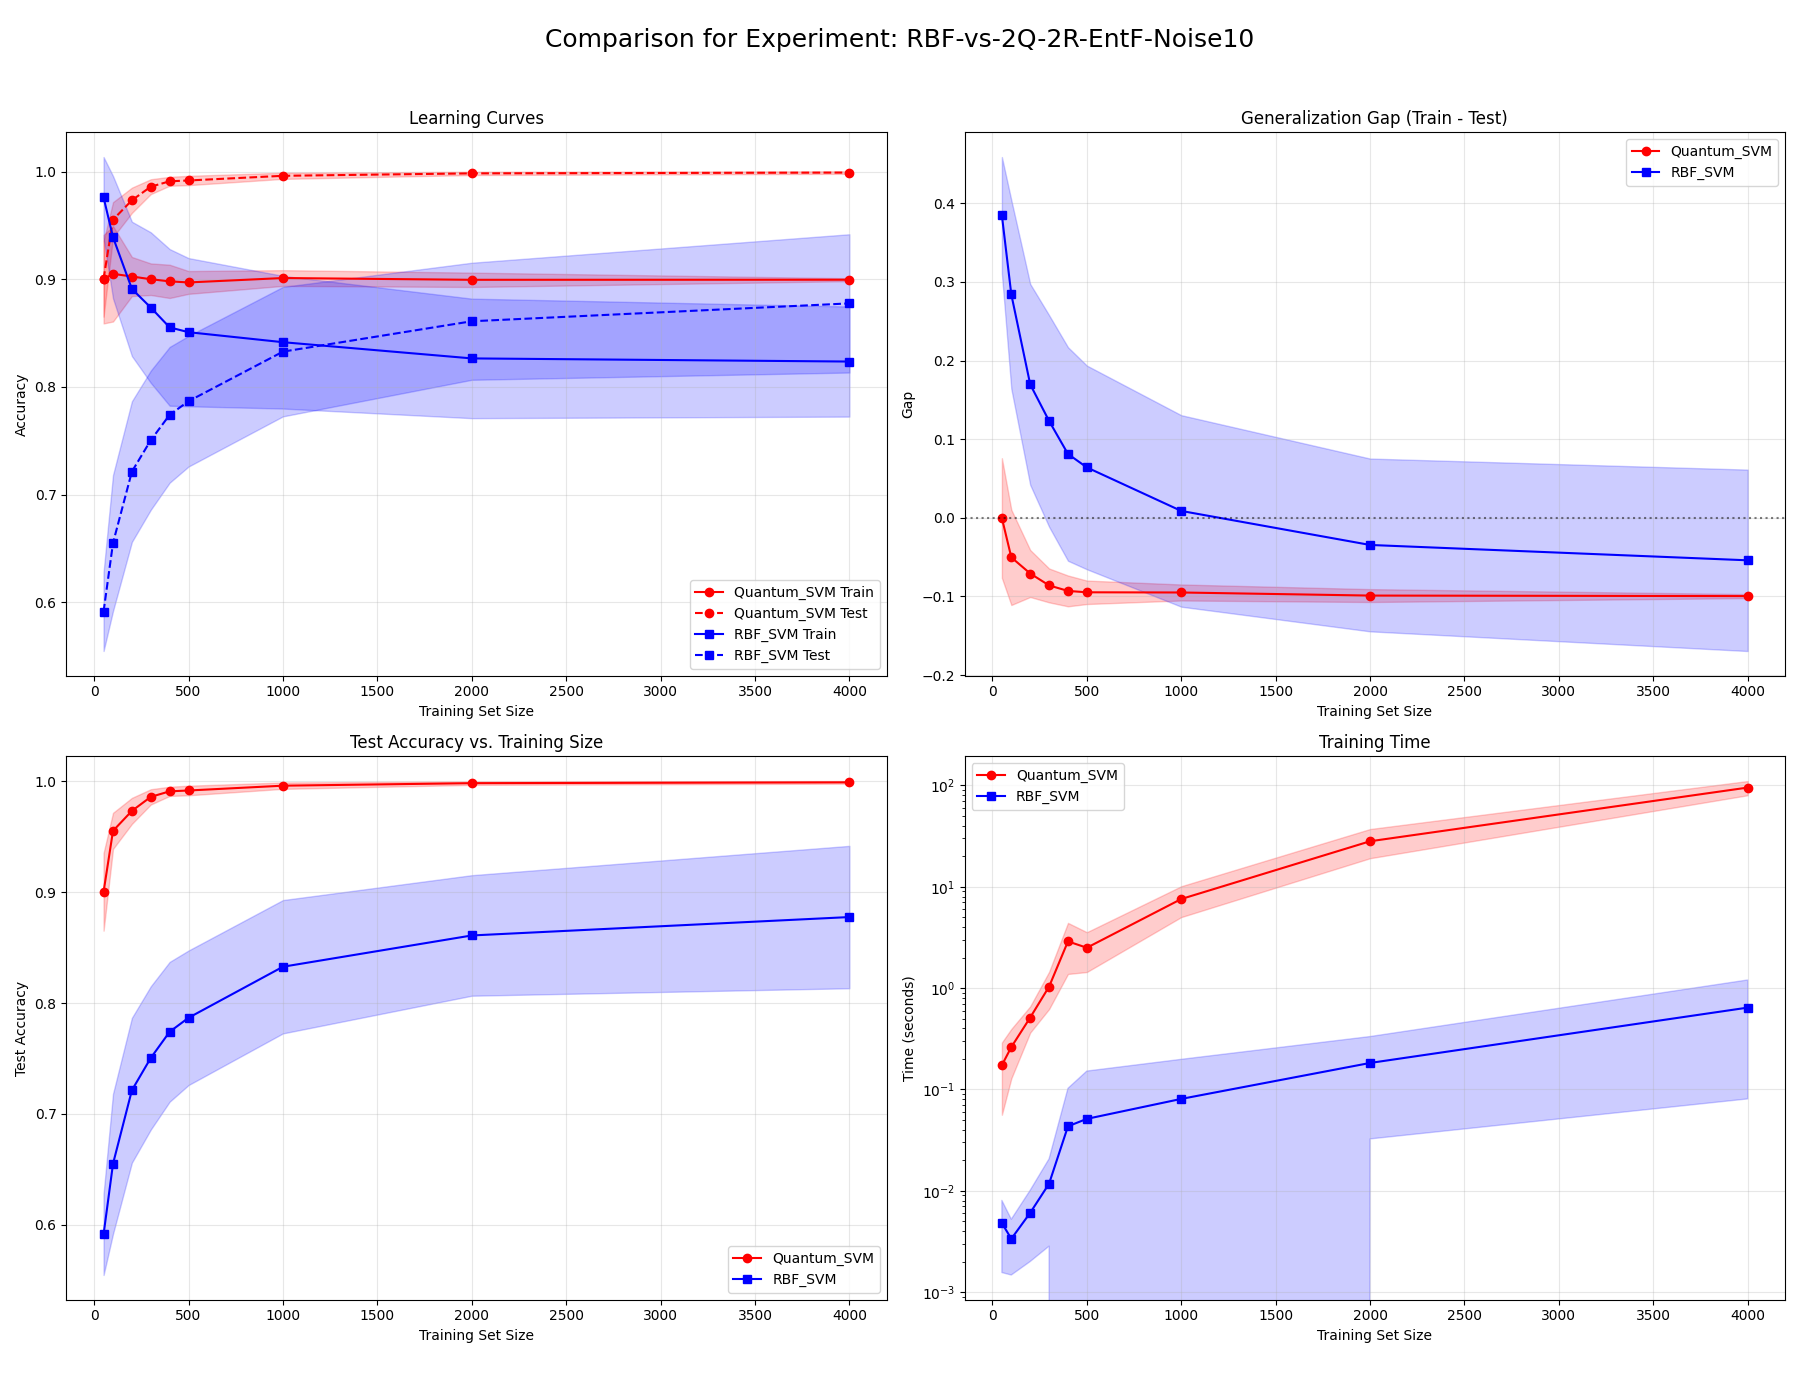 Comparison for Experiment: RBF-vs-2Q-2R-EntF-Noise10
Learning Curves
Accuracy
1.0
0.9
0.8
0.7
0.6
Quantum_SVM Train
Quantum_SVM Test
RBF_SVM Train
RBF_SVM Test
0 500 1000 1500 2000 2500 3000 3500 4000
Training Set Size
Generalization Gap (Train - Test)
Gap
0.4
0.3
0.2
0.1
0.0
−0.1
−0.2
Quantum_SVM
RBF_SVM
0 500 1000 1500 2000 2500 3000 3500 4000
Training Set Size
Test Accuracy vs. Training Size
Test Accuracy
1.0
0.9
0.8
0.7
0.6
Quantum_SVM
RBF_SVM
0 500 1000 1500 2000 2500 3000 3500 4000
Training Set Size
Training Time
Time (seconds)
10²
10¹
10⁰
10⁻¹
10⁻²
10⁻³
Quantum_SVM
RBF_SVM
0 500 1000 1500 2000 2500 3000 3500 4000
Training Set Size